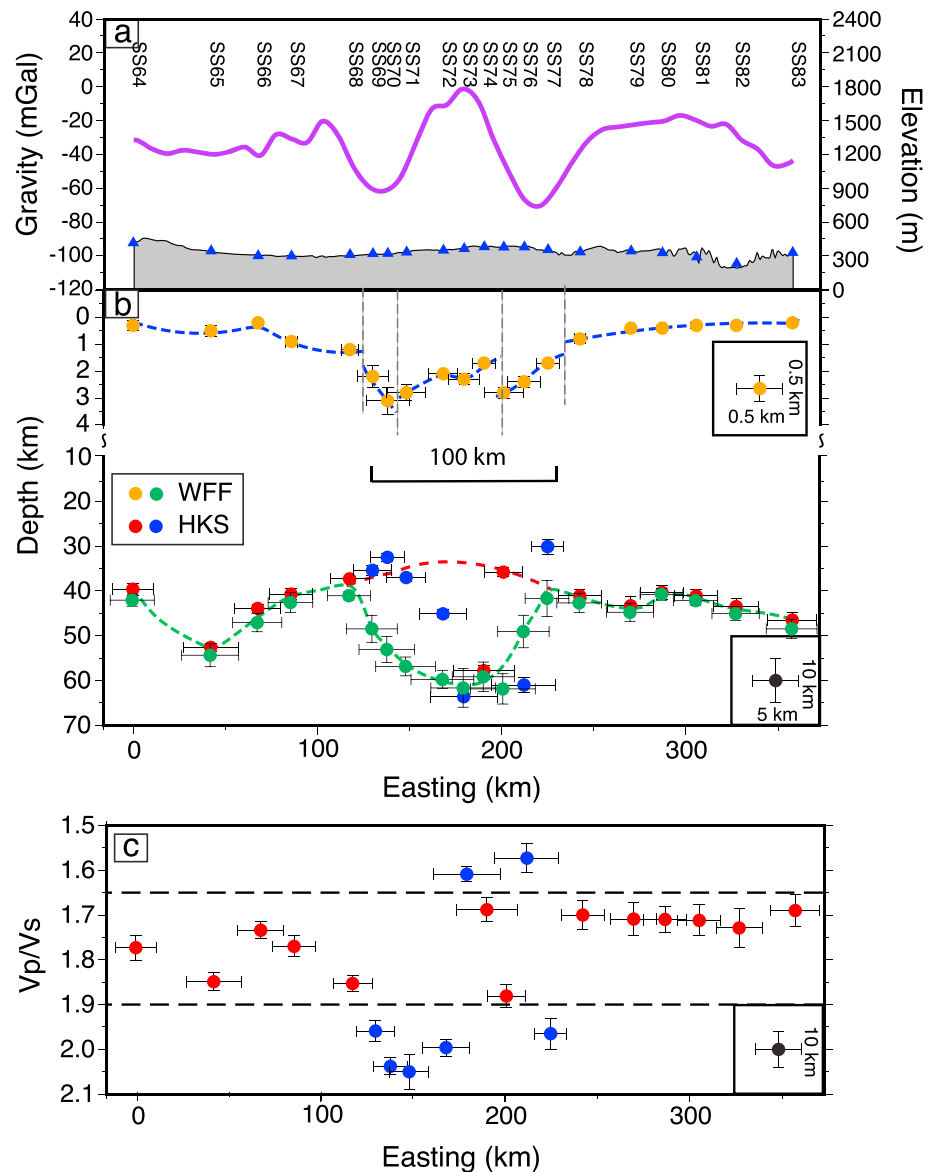 a
Gravity (mGal)
40
20
0
-20
-40
-60
-80
-100
-120
SS64
SS65
SS66
SS67
SS68
SS69
SS70
SS71
SS72
SS73
SS74
SS75
SS76
SS77
SS78
SS79
SS80
SS81
SS82
SS83
2400
2100
1800
1500
1200
900
600
300
0
Elevation (m)
b
Depth (km)
0
1
2
3
4
~
~
0.5 km
0.5 km
100 km
10
20
30
40
50
60
70
WFF
HKS
10 km
5 km
0
100
200
300
Easting (km)
c
Vp/Vs
1.5
1.6
1.7
1.8
1.9
2.0
2.1
10 km
0
100
200
300
Easting (km)